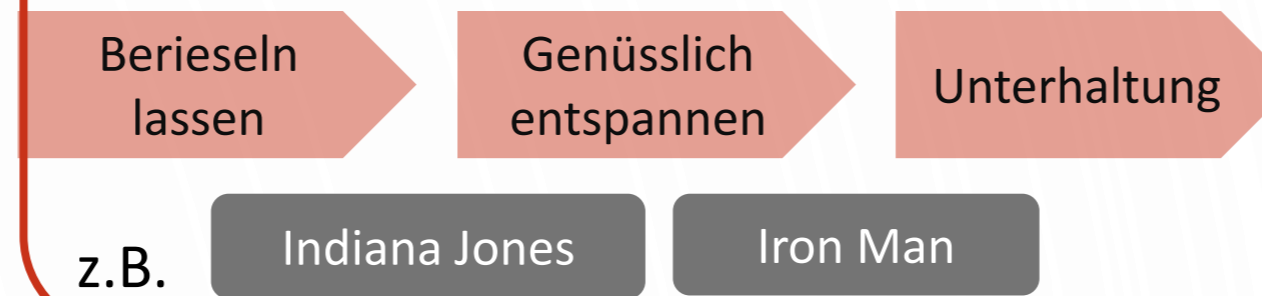 Berieseln
lassen
Genüsslich
entspannen
Unterhaltung
z.B.
Indiana Jones
Iron Man